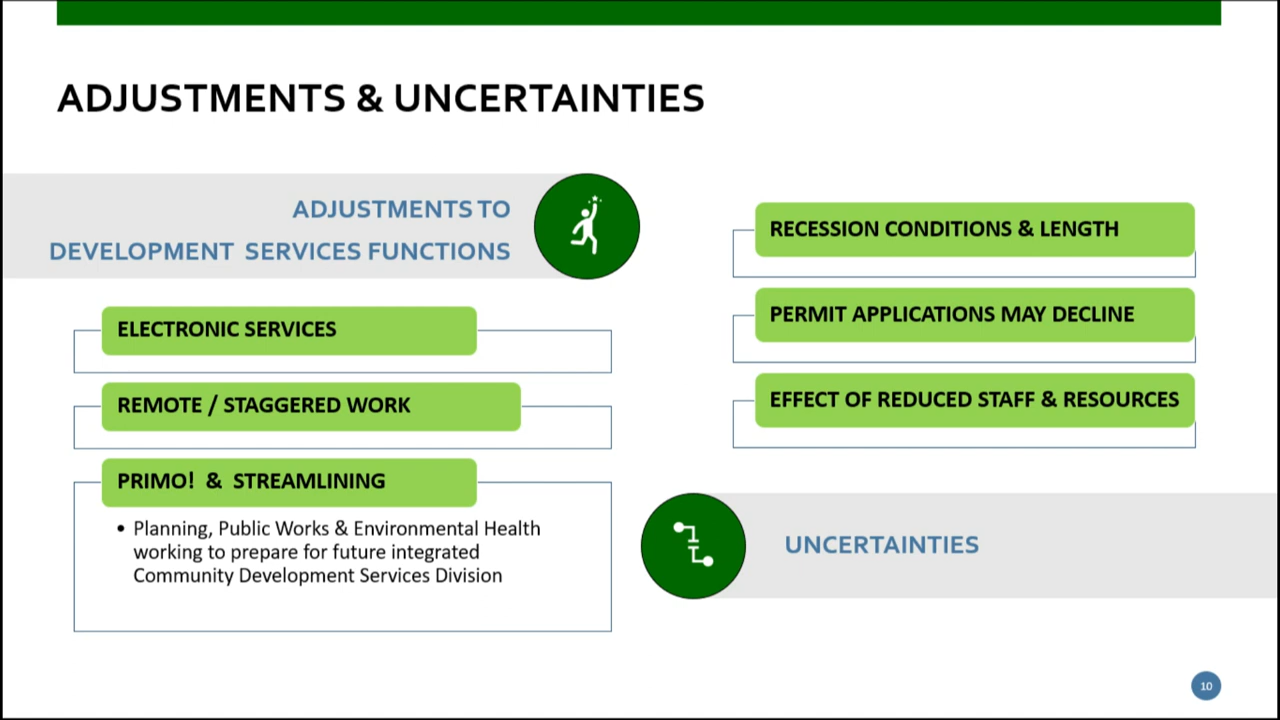 ADJUSTMENTS & UNCERTAINTIES
ADJUSTMENTS TO
DEVELOPMENT SERVICES FUNCTIONS
ELECTRONIC SERVICES
REMOTE / STAGGERED WORK
PRIMO! & STREAMLINING
• Planning, Public Works & Environmental Health
working to prepare for future integrated
Community Development Services Division
RECESSION CONDITIONS & LENGTH
PERMIT APPLICATIONS MAY DECLINE
EFFECT OF REDUCED STAFF & RESOURCES
UNCERTAINTIES
10